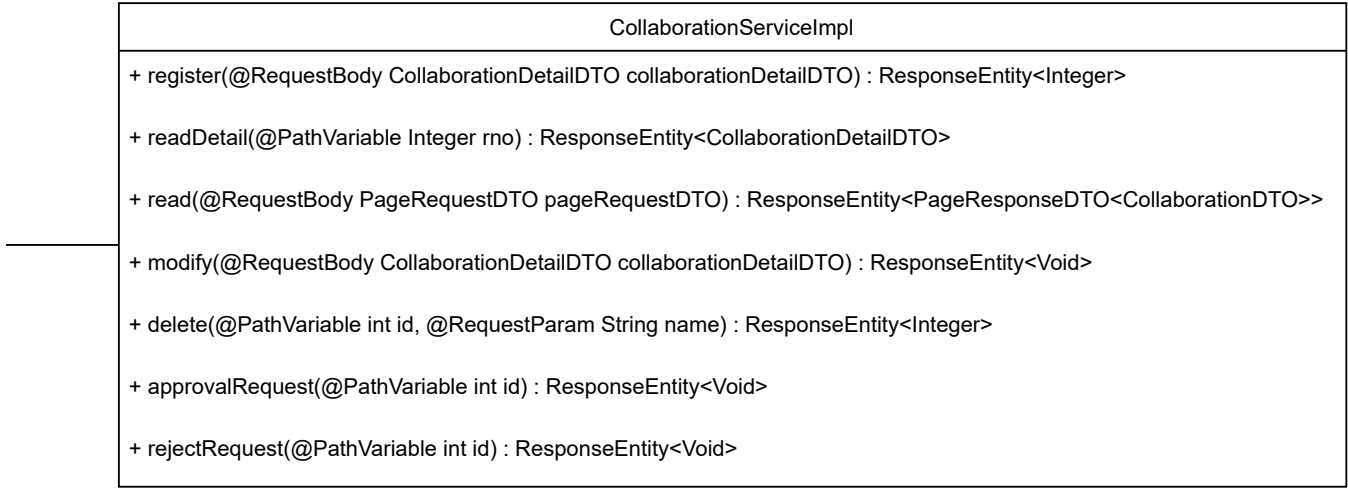 CollaborationServiceImpl
+ register(@RequestBody CollaborationDetailDTO collaborationDetailDTO) : ResponseEntity<Integer>
+ readDetail(@PathVariable Integer rno) : ResponseEntity<CollaborationDetailDTO>
+ read(@RequestBody PageRequestDTO pageRequestDTO) : ResponseEntity<PageResponseDTO<CollaborationDTO>>
+ modify(@RequestBody CollaborationDetailDTO collaborationDetailDTO) : ResponseEntity<Void>
+ delete(@PathVariable int id, @RequestParam String name) : ResponseEntity<Integer>
+ approvalRequest(@PathVariable int id) : ResponseEntity<Void>
+ rejectRequest(@PathVariable int id) : ResponseEntity<Void>